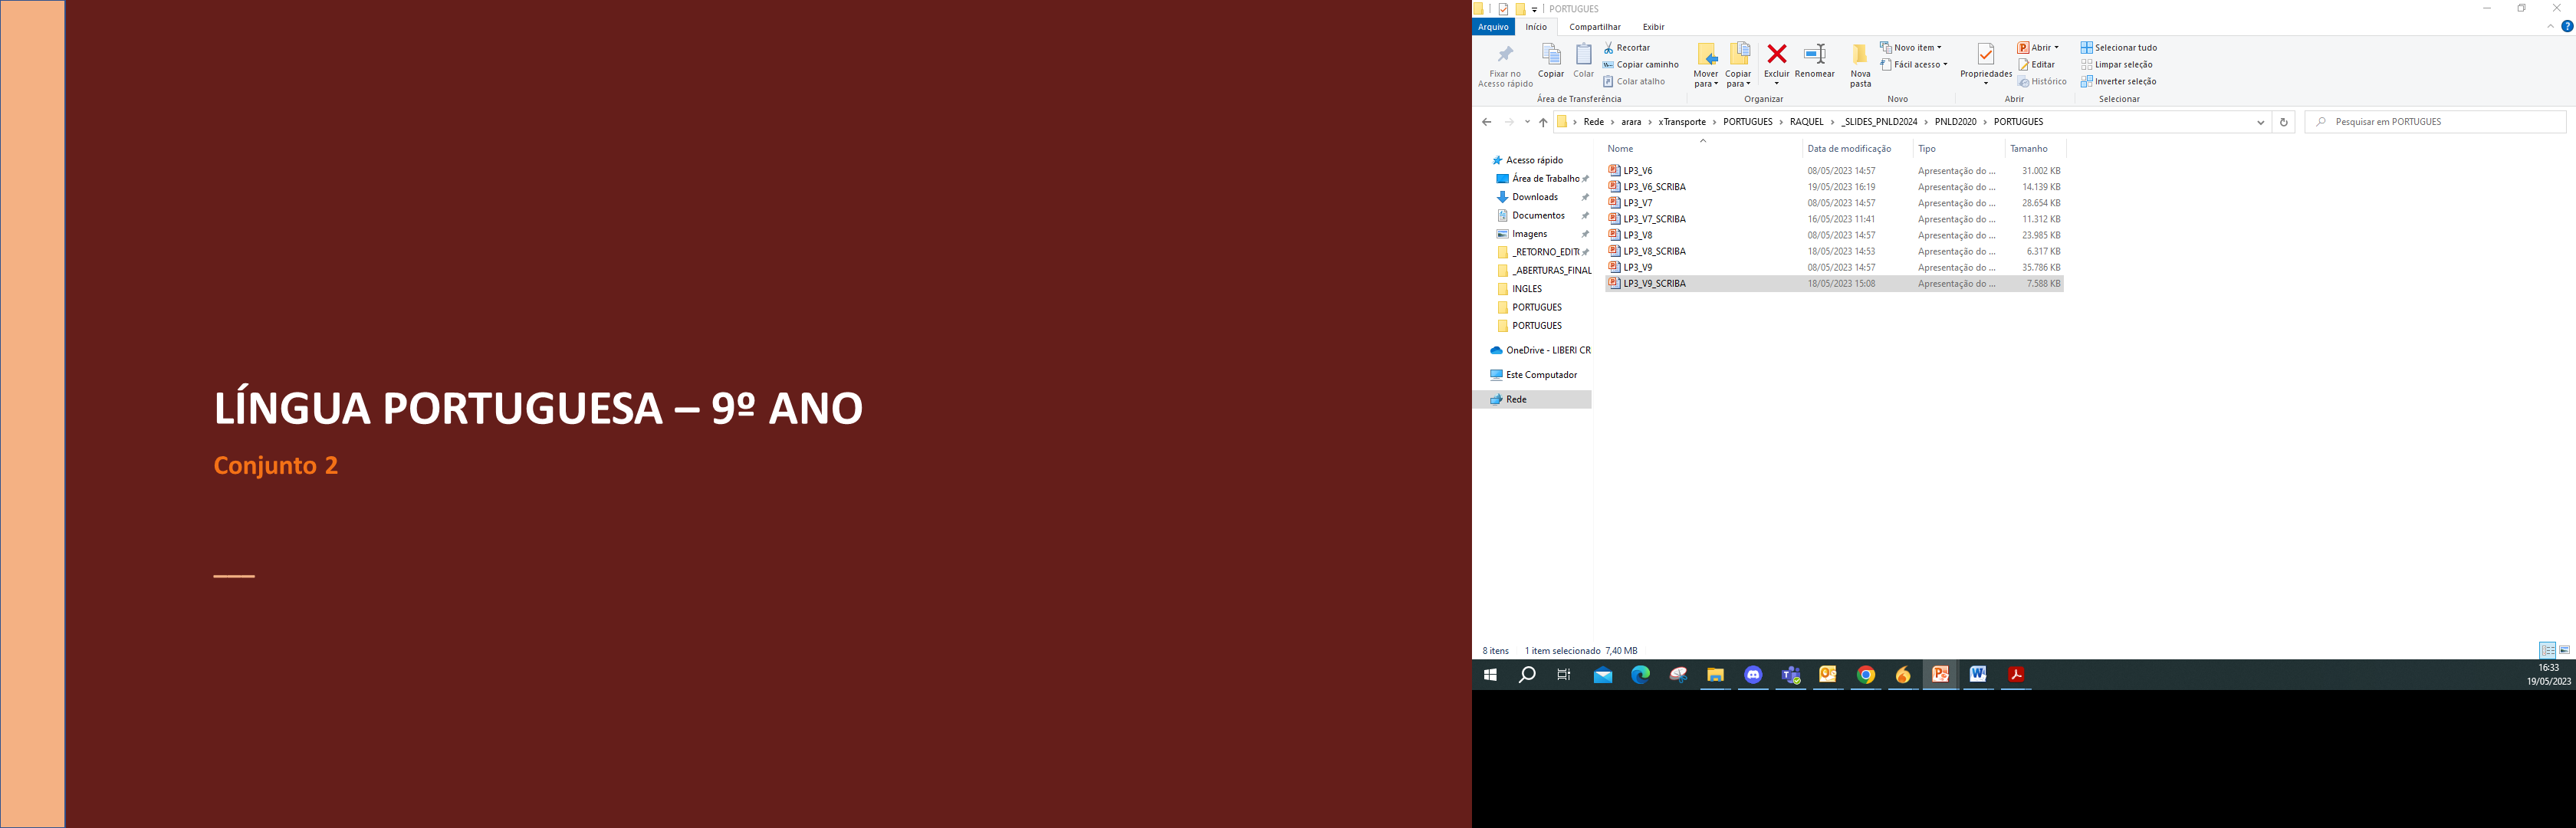 LÍNGUA PORTUGUESA – 9º ANO
Conjunto 2
PORTUGUES
Arquivo Início Compartilhar Exibir
Fixar no Acesso rápido
Copiar
Colar
Recortar
Copiar caminho
Colar atalho
Área de Transferência
Mover para
Copiar para
Excluir
Renomear
Organizar
Nova pasta
Novo item
Fácil acesso
Novo
Propriedades
Abrir
Editar
Histórico
Abrir
Selecionar tudo
Limpar seleção
Inverter seleção
Selecionar
Rede › arara › xTransporte › PORTUGUES › RAQUEL › _SLIDES_PNLD2024 › PNLD2020 › PORTUGUES
Pesquisar em PORTUGUES
Acesso rápido
Área de Trabalho
Downloads
Documentos
Imagens
_RETORNO_EDIT
_ABERTURAS_FINAL
INGLES
PORTUGUES
PORTUGUES
OneDrive - LIBERI CR
Este Computador
Rede
Nome Data de modificação Tipo Tamanho
LP3_V6 08/05/2023 14:57 Apresentação do ... 31.002 KB
LP3_V6_SCRIBA 19/05/2023 16:19 Apresentação do ... 14.139 KB
LP3_V7 08/05/2023 14:57 Apresentação do ... 28.654 KB
LP3_V7_SCRIBA 16/05/2023 11:41 Apresentação do ... 11.312 KB
LP3_V8 08/05/2023 14:57 Apresentação do ... 23.985 KB
LP3_V8_SCRIBA 18/05/2023 14:53 Apresentação do ... 6.317 KB
LP3_V9 08/05/2023 14:57 Apresentação do ... 35.786 KB
LP3_V9_SCRIBA 18/05/2023 15:08 Apresentação do ... 7.588 KB
8 itens 1 item selecionado 7,40 MB
16:33
19/05/2023